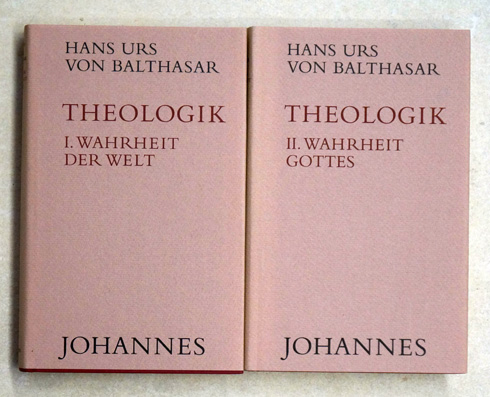 HANS URS
VON BALTHASAR
THEOLOGIK
I. WAHRHEIT
DER WELT
JOHANNES
HANS URS
VON BALTHASAR
THEOLOGIK
II. WAHRHEIT
GOTTES
JOHANNES